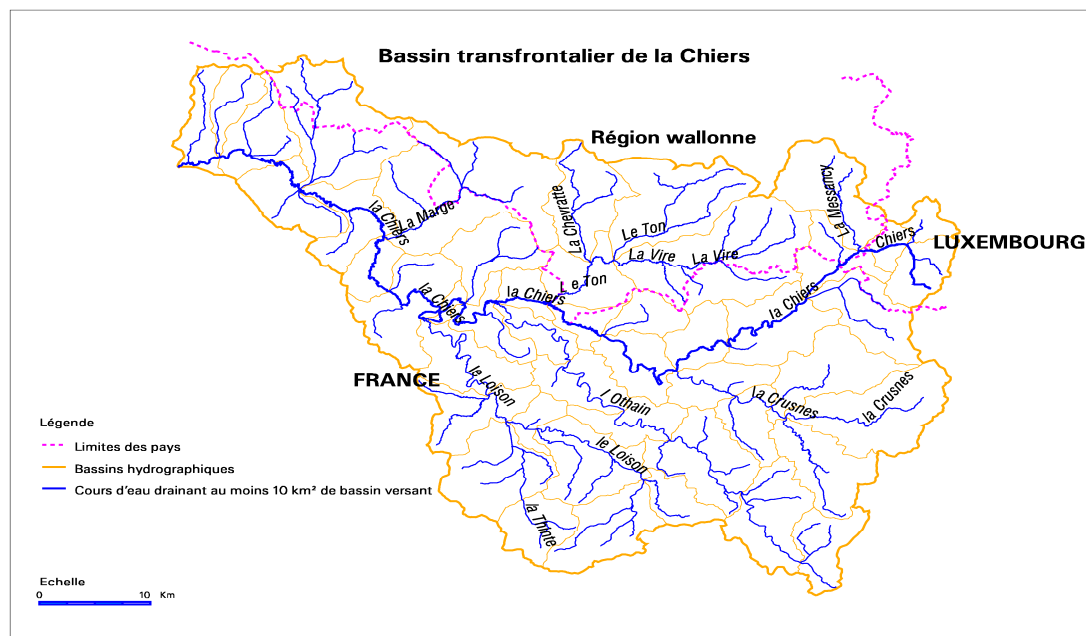 Bassin transfrontalier de la Chiers
Région wallonne
La Messancy
La Chevratte
la Chiers
La Marge
Le Ton
Chiers
LUXEMBOURG
La Vire
La Vire
Le Ton
la Chiers
la Chiers
la Chiers
FRANCE
le Loison
l Othain
la Crusnes
la Crusnes
le Loison
la Thinte
Légende
Limites des pays
Bassins hydrographiques
Cours d'eau drainant au moins 10 km² de bassin versant
Echelle
0 10 Km